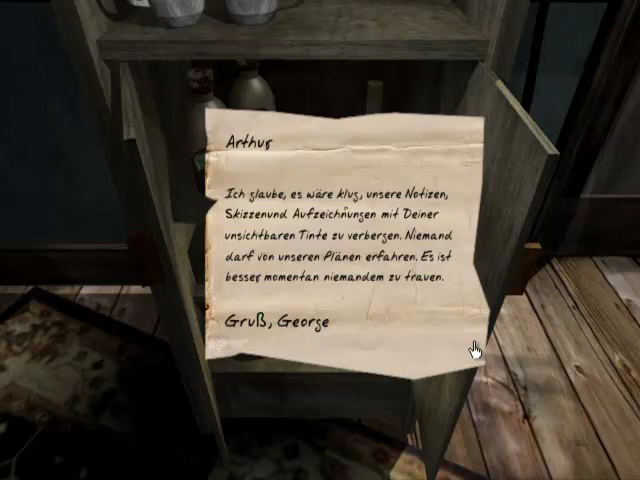 Arthur
Ich glaube, es wäre klug, unsere Notizen,
Skizzenund Aufzeichnungen mit Deiner
unsichtbaren Tinte zu verbergen. Niemand
darf von unseren Plänen erfahren. Es ist
besser momentan niemandem zu trauen.
Gruß, George